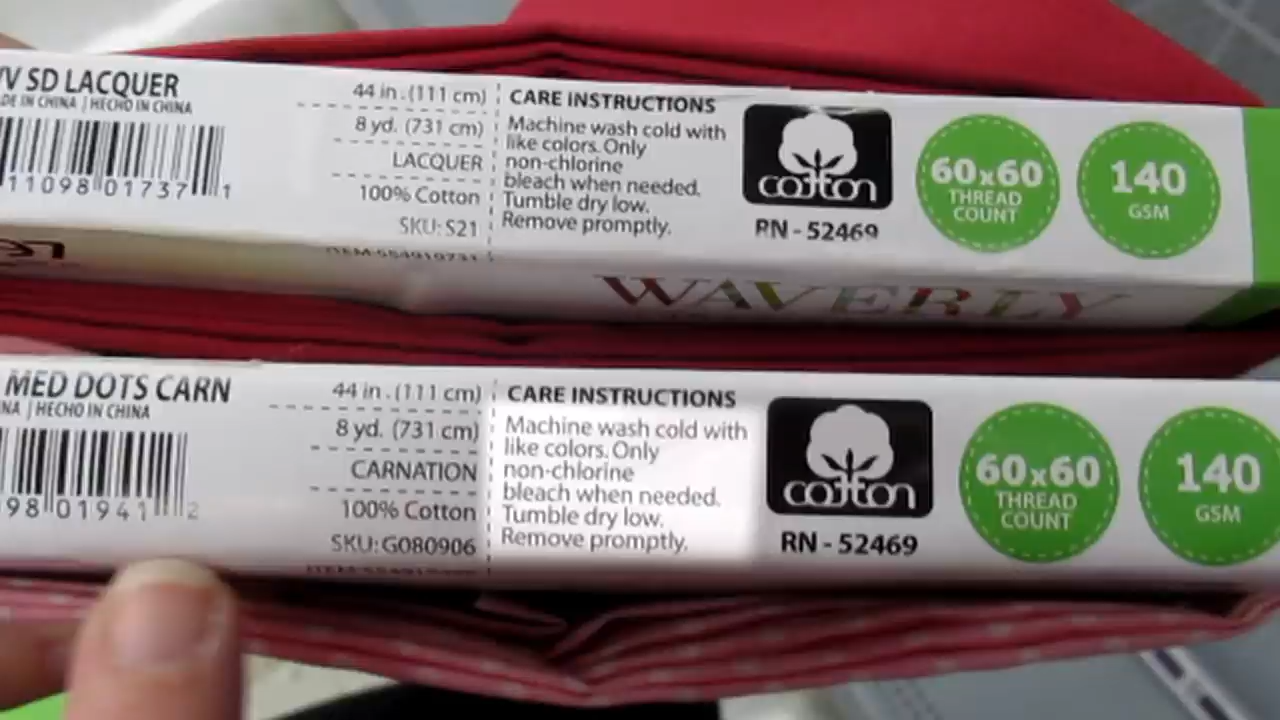 V SD LACQUER
DE IN CHINA | HECHO IN CHINA
11098 01737 1
44 in. (111 cm)
8 yd. (731 cm)
LACQUER
100% Cotton
SKU: S21
CARE INSTRUCTIONS
Machine wash cold with
like colors. Only
non-chlorine
bleach when needed.
Tumble dry low.
Remove promptly.
cotton
RN - 52469
60x60
THREAD
COUNT
140
GSM
WAVERLY
MED DOTS CARN
NA | HECHO IN CHINA
98 01941 2
44 in. (111 cm)
8 yd. (731 cm)
CARNATION
100% Cotton
SKU: G080906
CARE INSTRUCTIONS
Machine wash cold with
like colors. Only
non-chlorine
bleach when needed.
Tumble dry low.
Remove promptly.
cotton
RN - 52469
60x60
THREAD
COUNT
140
GSM